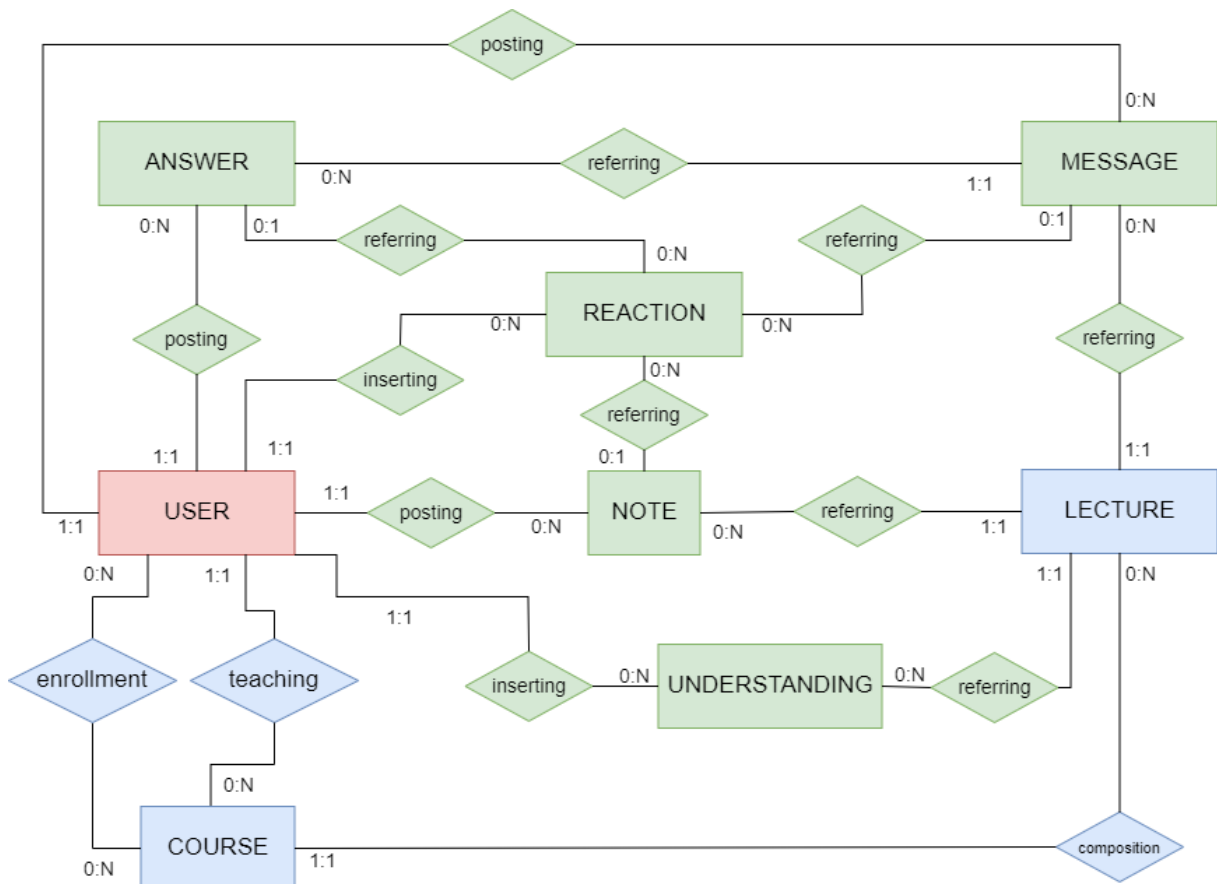 posting
0:N
ANSWER
referring
MESSAGE
0:N
1:1
0:N
0:1
referring
referring
0:1
0:N
0:N
REACTION
0:N
0:N
posting
inserting
0:N
referring
referring
1:1
1:1
0:1
1:1
USER
1:1
posting
NOTE
referring
LECTURE
1:1
0:N
0:N
1:1
0:N
1:1
1:1
1:1
0:N
enrollment
teaching
inserting
0:N
UNDERSTANDING
0:N
referring
0:N
COURSE
composition
0:N
1:1